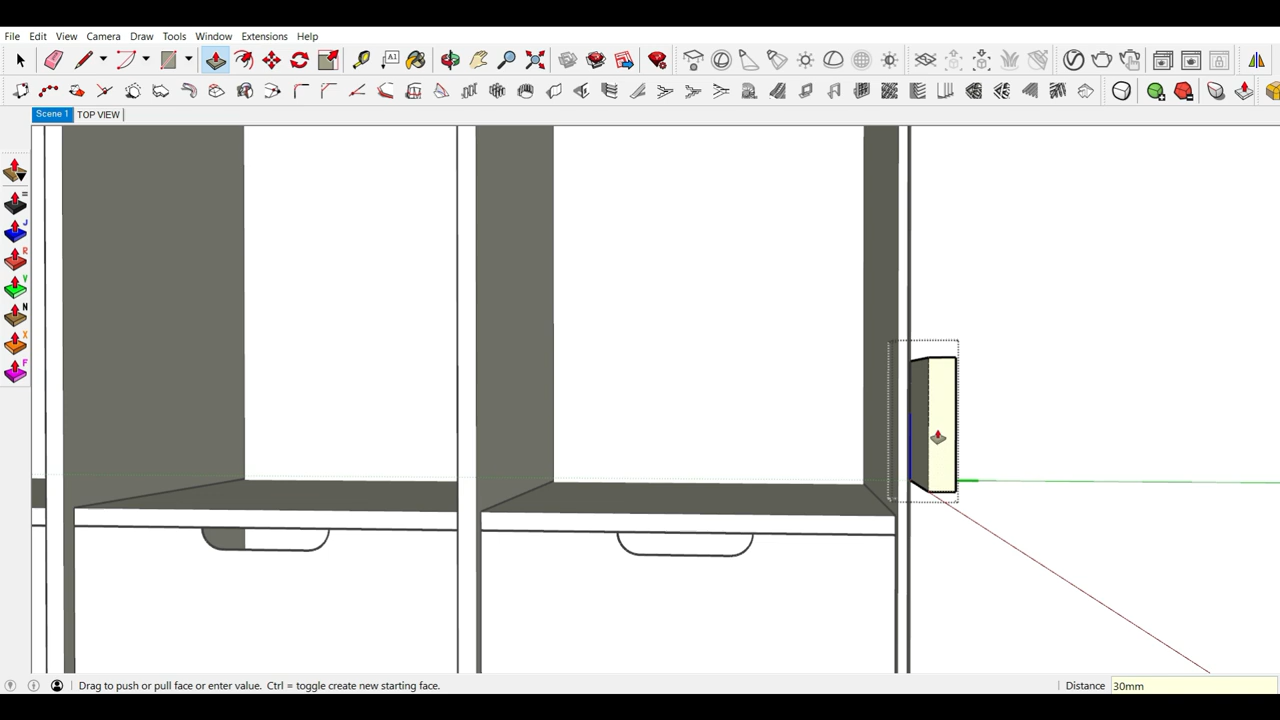 File Edit View Camera Draw Tools Window Extensions Help
A1
Scene 1 TOP VIEW
=
J
R
V
N
X
F
Drag to push or pull face or enter value. Ctrl = toggle create new starting face. Distance 30mm